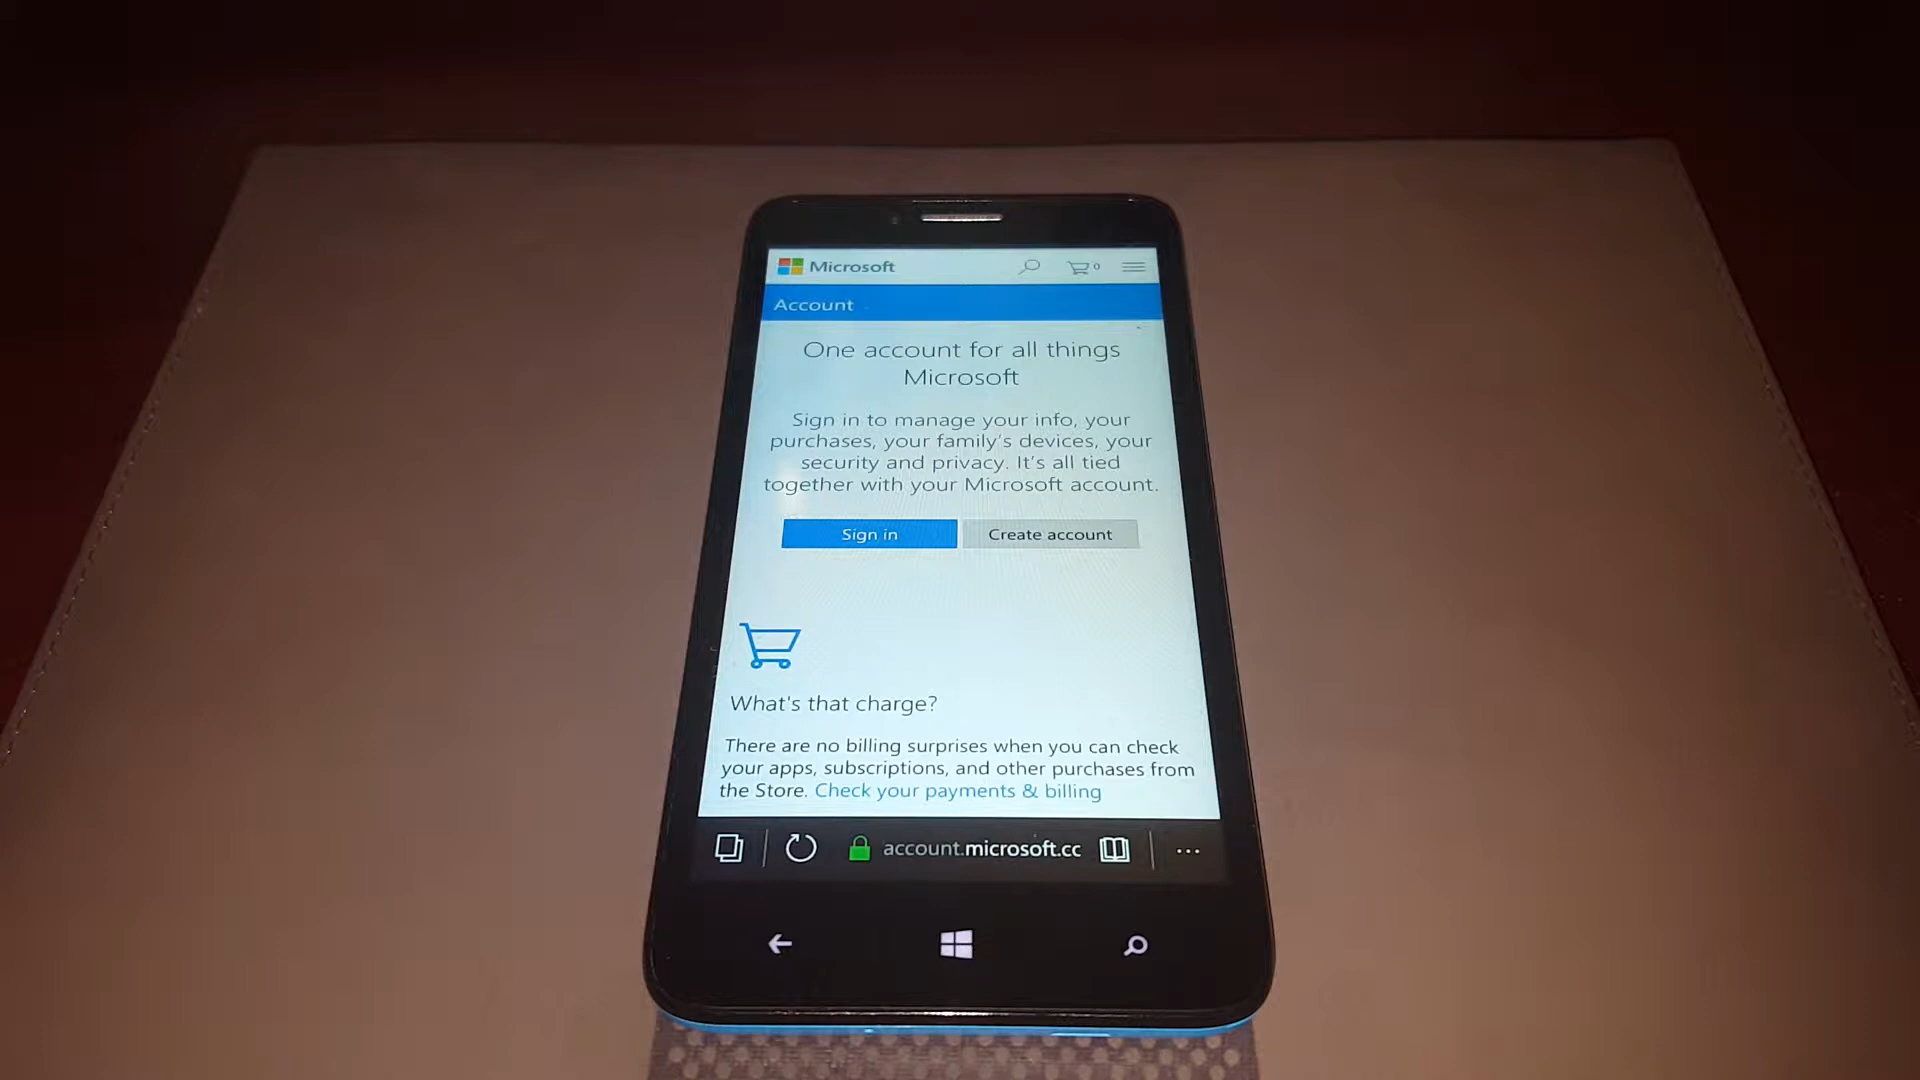 Microsoft 0
Account
One account for all things
Microsoft
Sign in to manage your info, your
purchases, your family's devices, your
security and privacy. It's all tied
together with your Microsoft account.
Sign in Create account
What's that charge?
There are no billing surprises when you can check
your apps, subscriptions, and other purchases from
the Store. Check your payments & billing
account.microsoft.cc